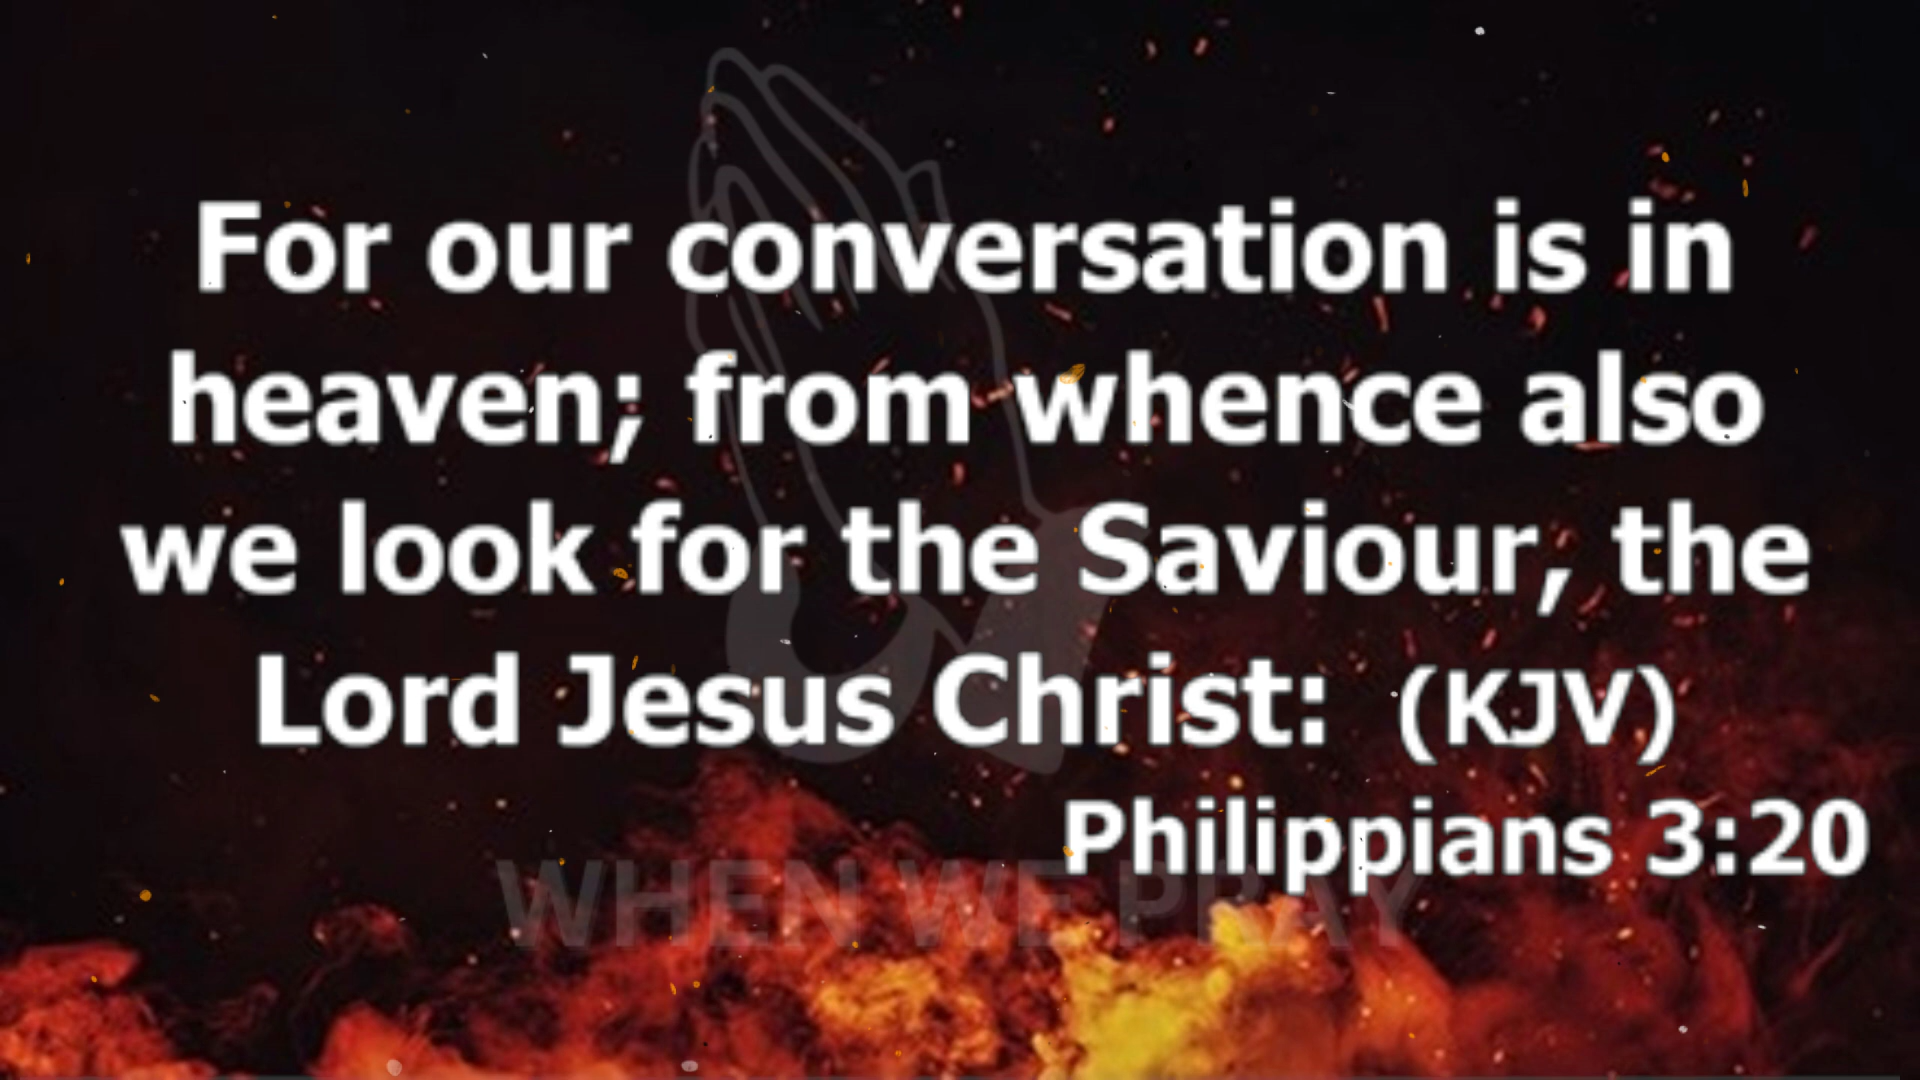 For our conversation is in
heaven; from whence also
we look for the Saviour, the
Lord Jesus Christ: (KJV)
Philippians 3:20
WHEN WE PRAY